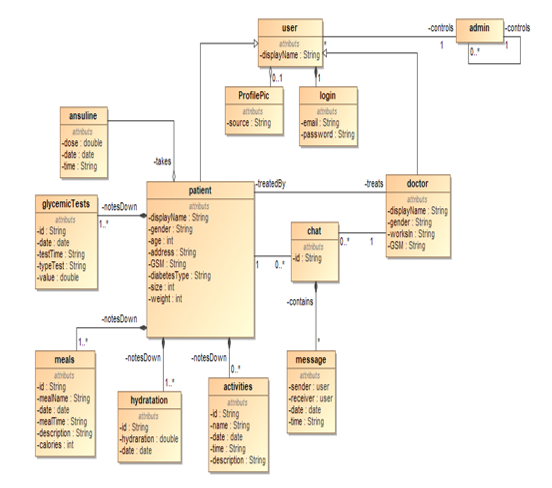 user
attributs
-displayName : String
-controls
1
*
admin
-controls
0..*
1
0..1
1
ProfilePic
attributs
-source : String
login
attributs
-email : String
-password : String
ansuline
attributs
-dose : double
-date : date
-time : String
-takes
glycemicTests
attributs
-id : String
-date : date
-testTime : String
-typeTest : String
-value : double
-notesDown
1..*
patient
attributs
-displayName : String
-gender : String
-age : int
-address : String
-GSM : String
-diabetesType : String
-size : int
-weight : int
-treatedBy
-treats
doctor
attributs
-displayName : String
-gender : String
-worksIn : String
-GSM : String
chat
-id : String
1
0..*
0..*
1
-contains
*
message
attributs
-sender : user
-receiver : user
-date : date
-time : String
-notesDown
1..*
meals
attributs
-id : String
-mealName : String
-date : date
-mealTime : String
-description : String
-calories : int
-notesDown
1..*
hydratation
attributs
-id : String
-hydraration : double
-date : date
-notesDown
0..*
activities
attributs
-id : String
-name : String
-date : date
-time : String
-description : String